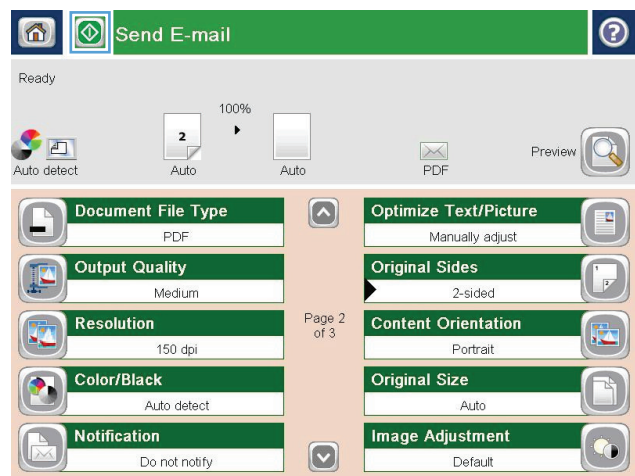 Send E-mail
?
Ready
100%
2
Auto detect
Auto
Auto
PDF
Preview
Document File Type
PDF
Output Quality
Medium
Resolution
150 dpi
Color/Black
Auto detect
Notification
Do not notify
Page 2
of 3
Optimize Text/Picture
Manually adjust
Original Sides
2-sided
1
2
Content Orientation
Portrait
Original Size
Auto
Image Adjustment
Default